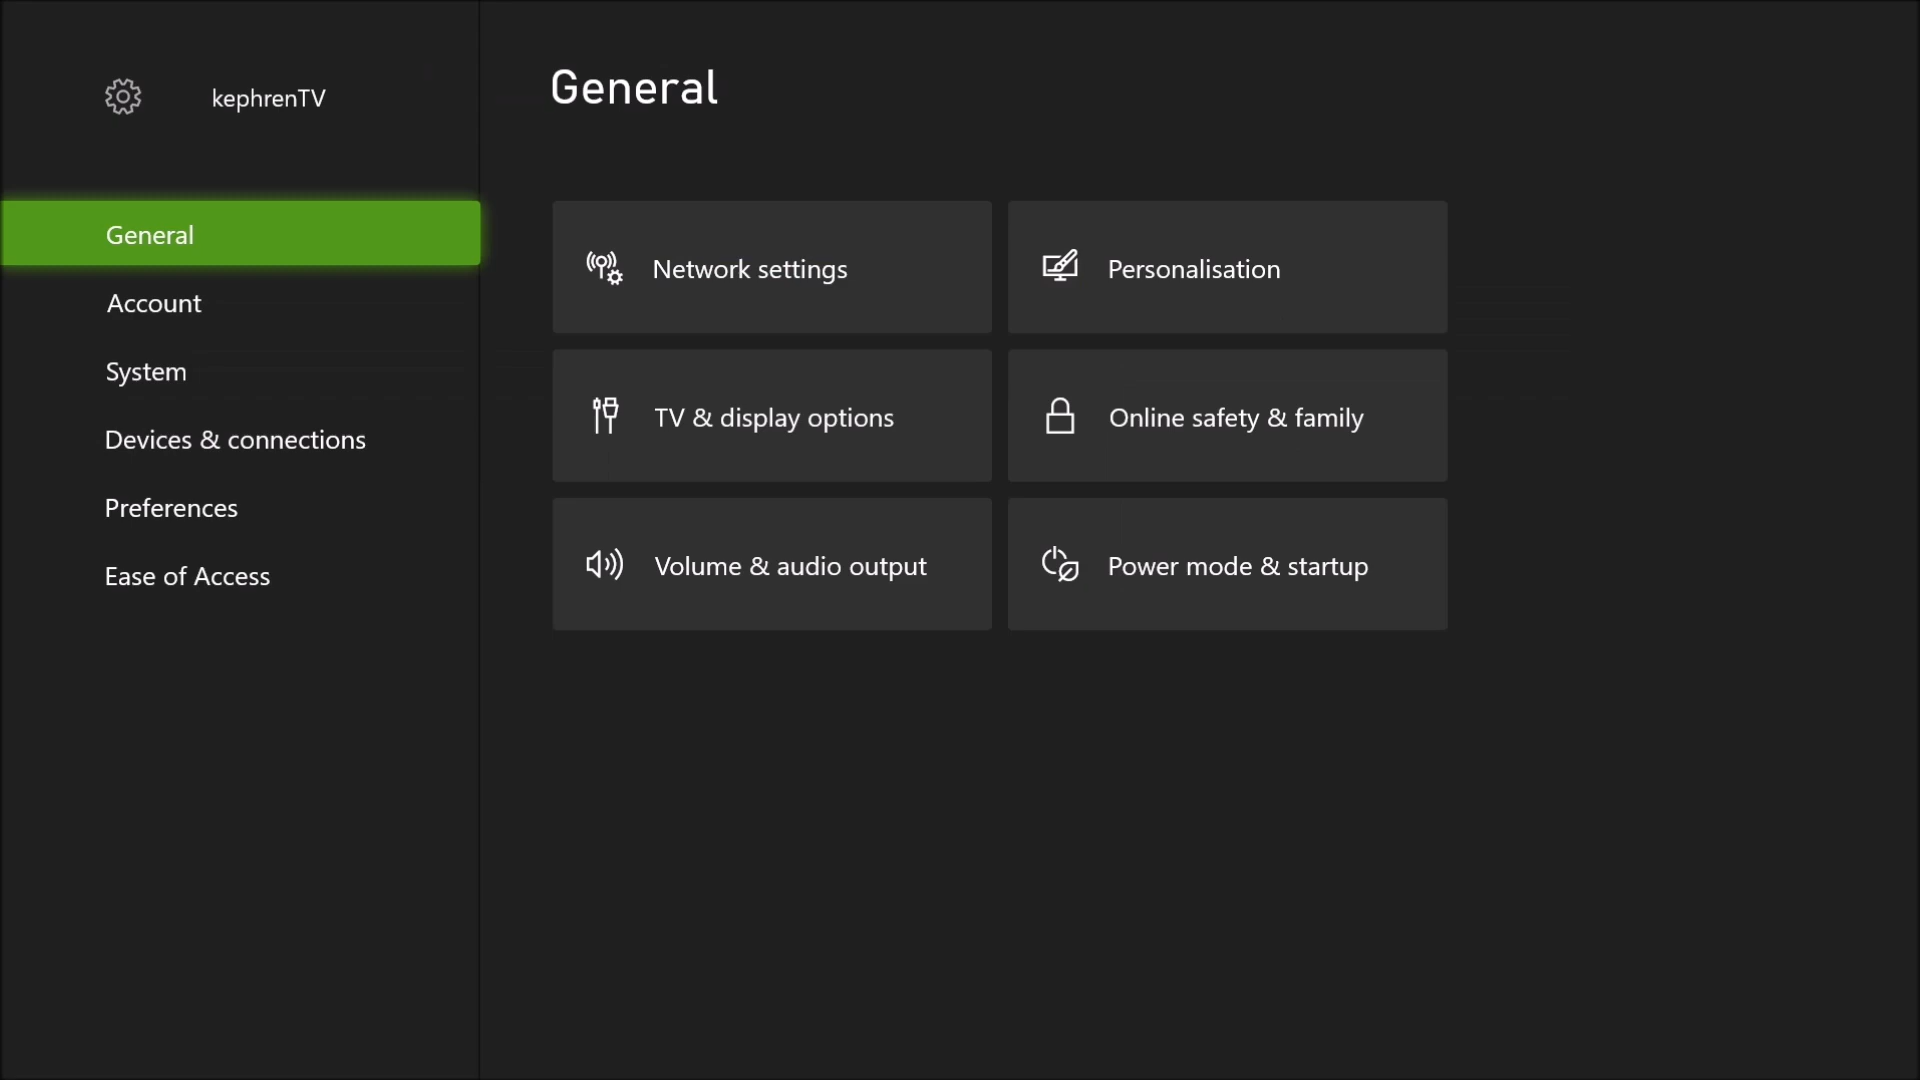 kephrenTV
General
Account
System
Devices & connections
Preferences
Ease of Access
General
Network settings
Personalisation
TV & display options
Online safety & family
Volume & audio output
Power mode & startup